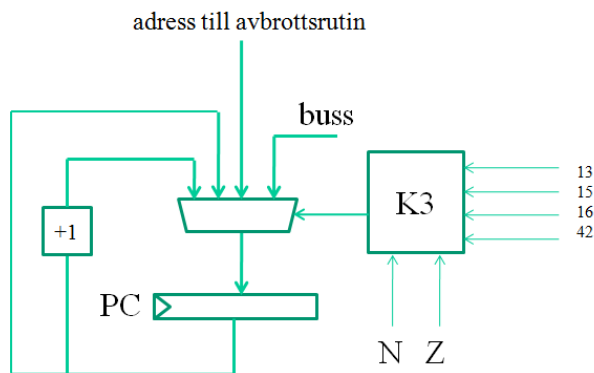 adress till avbrottsrutin
buss
K3
13
15
16
42
+1
PC
N Z